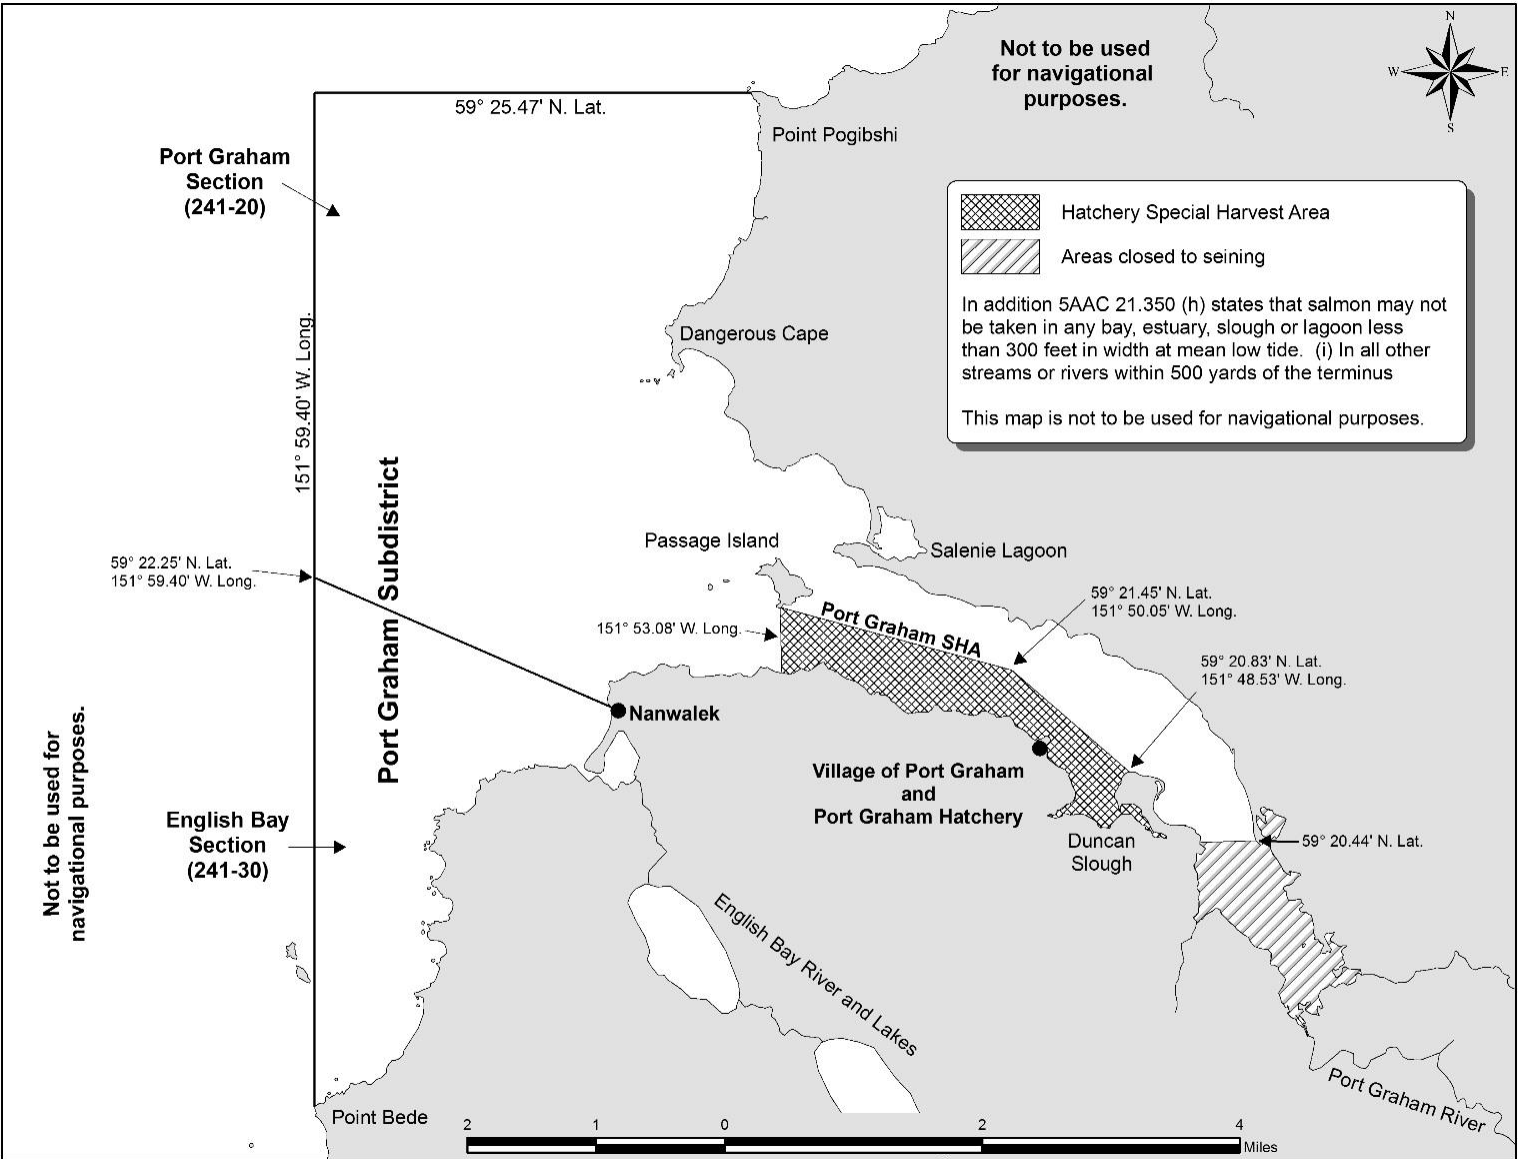 N
W
E
S
Not to be used
for navigational
purposes.
59° 25.47' N. Lat.
Point Pogibshi
Port Graham
Section
(241-20)
Hatchery Special Harvest Area
Areas closed to seining
In addition 5AAC 21.350 (h) states that salmon may not
be taken in any bay, estuary, slough or lagoon less
than 300 feet in width at mean low tide.  (i) In all other
streams or rivers within 500 yards of the terminus
This map is not to be used for navigational purposes.
151° 59.40' W. Long.
Dangerous Cape
Port Graham Subdistrict
Passage Island
Salenie Lagoon
59° 22.25' N. Lat.
151° 59.40' W. Long.
59° 21.45' N. Lat.
151° 50.05' W. Long.
151° 53.08' W. Long.
Port Graham SHA
59° 20.83' N. Lat.
151° 48.53' W. Long.
Nanwalek
Not to be used for
navigational purposes.
Village of Port Graham
and
Port Graham Hatchery
Duncan
Slough
59° 20.44' N. Lat.
English Bay
Section
(241-30)
English Bay River and Lakes
Port Graham River
Point Bede
2 1 0 2 4
Miles